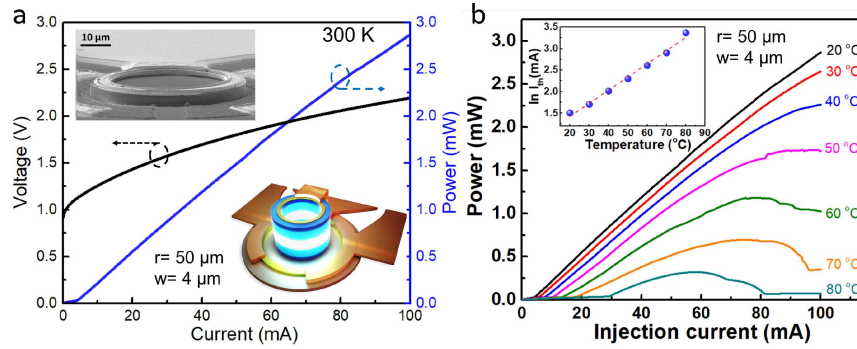 a
10 μm
300 K
r= 50 μm
w= 4 μm
Voltage (V)
3.0
2.5
2.0
1.5
1.0
0.5
0.0
0
20
40
60
80
100
Current (mA)
3.0
2.5
2.0
1.5
1.0
0.5
0.0
Power (mW)
b
r= 50 μm
w= 4 μm
Power (mW)
3.0
2.5
2.0
1.5
1.0
0.5
0.0
0
20
40
60
80
100
Injection current (mA)
20 °C
30 °C
40 °C
50 °C
60 °C
70 °C
80 °C
ln Ith(mA)
3.5
3.0
2.5
2.0
1.5
1.0
20 30 40 50 60 70 80 90
Temperature (°C)